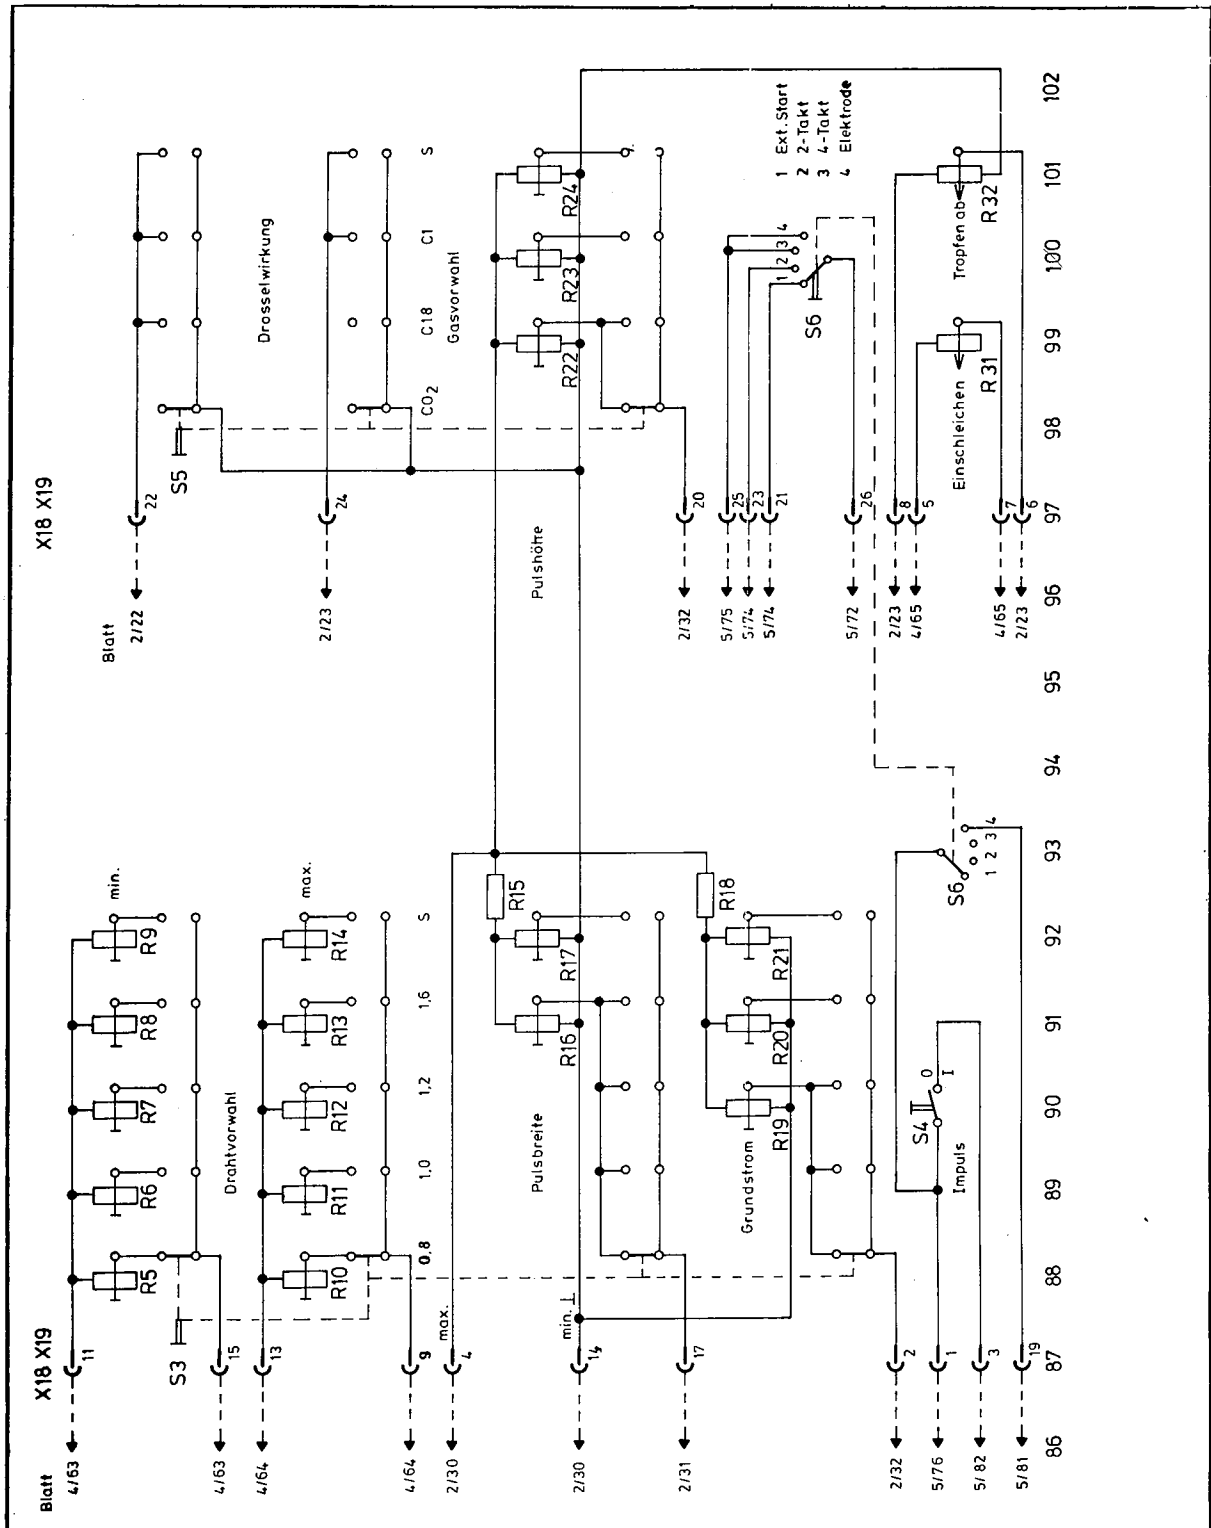 Blatt
X18 X19
4/63
11
R5
R6
R7
R8
R9
min.
S3
4/63
15
Drahtvorwahl
4/64
13
R10
R11
R12
R13
R14
max.
4/64
9
0,8
1,0
1,2
1,6
S
2/30
4
max.
R15
2/30
14
min. ⊥
Pulsbreite
R16
R17
2/31
17
R18
Grundstrom
R19
R20
R21
2/32
2
5/76
1
Impuls
S4
O
I
5/82
3
5/81
19
S6
1 2 3 4
86 87 88 89 90 91 92 93 94 95 96 97 98 99 100 101 102
Blatt
X18 X19
2/22
22
S5
Drosselwirkung
2/23
24
CO2
C18
C1
S
Gasvorwahl
Pulshöhe
R22
R23
R24
2/32
20
5/75
25
5/74
23
5/74
21
1
2
3
4
S6
1 Ext. Start
2 2-Takt
3 4-Takt
4 Elektrode
5/72
26
2/23
8
4/65
5
Einschleichen
R31
Tropfen ab
R32
4/65
7
2/23
6